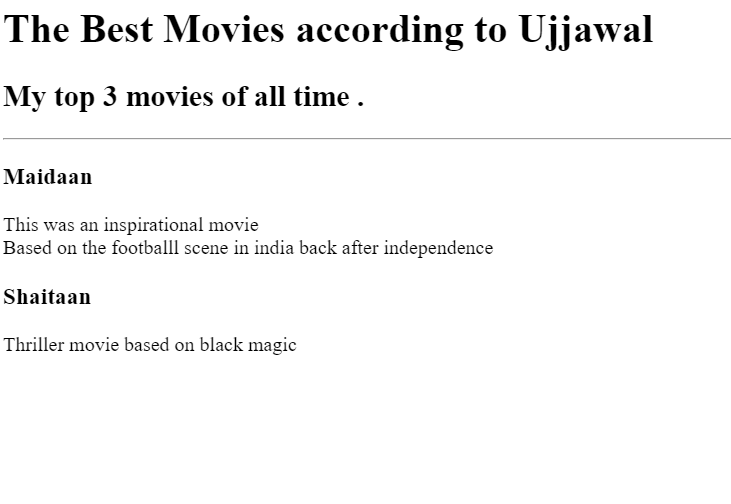 The Best Movies according to Ujjawal
My top 3 movies of all time .
Maidaan
This was an inspirational movie
Based on the footballl scene in india back after independence
Shaitaan
Thriller movie based on black magic